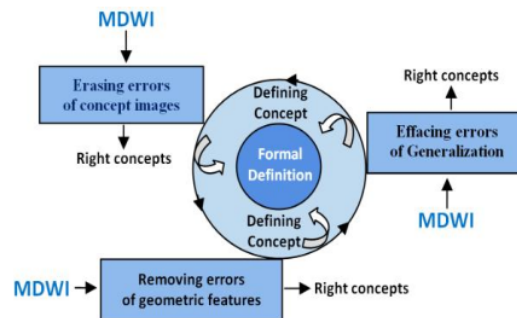 MDWI
Erasing errors
of concept images
Right concepts
Defining
Concept
Formal
Definition
Defining
Concept
Right concepts
Effacing errors
of Generalization
MDWI
MDWI
Removing errors
of geometric features
Right concepts